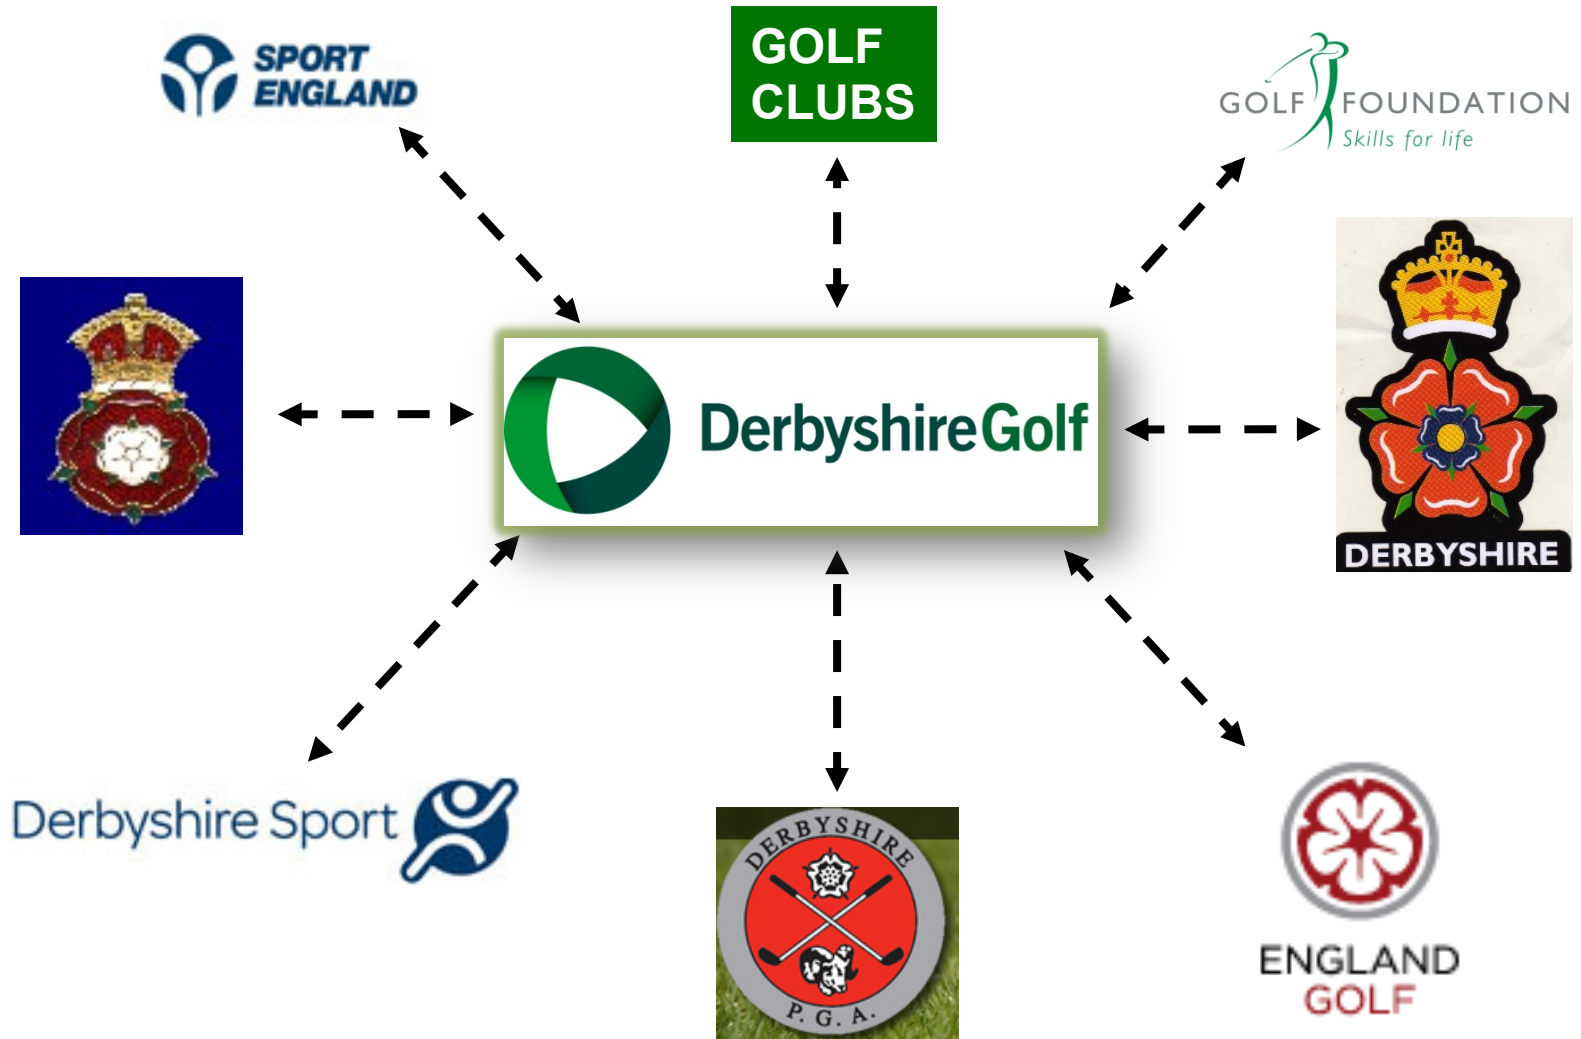 SPORT
ENGLAND
GOLF
CLUBS
GOLF FOUNDATION
Skills for life
DerbyshireGolf
DERBYSHIRE
Derbyshire Sport
DERBYSHIRE
P. G. A.
ENGLAND
GOLF